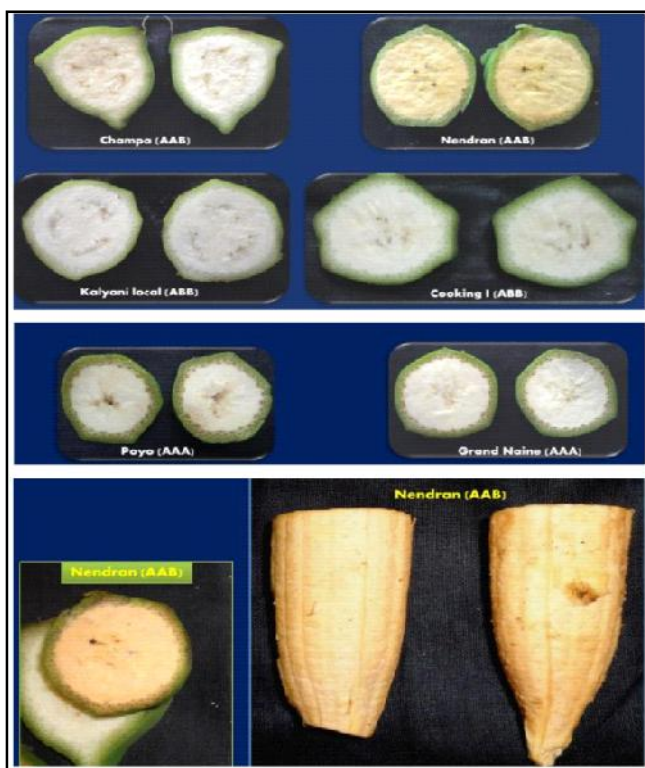 Champa (AAB)
Nendran (AAB)
Kalyani local (ABB)
Cooking I (ABB)
Poyo (AAA)
Grand Naine (AAA)
Nendran (AAB)
Nendran (AAB)